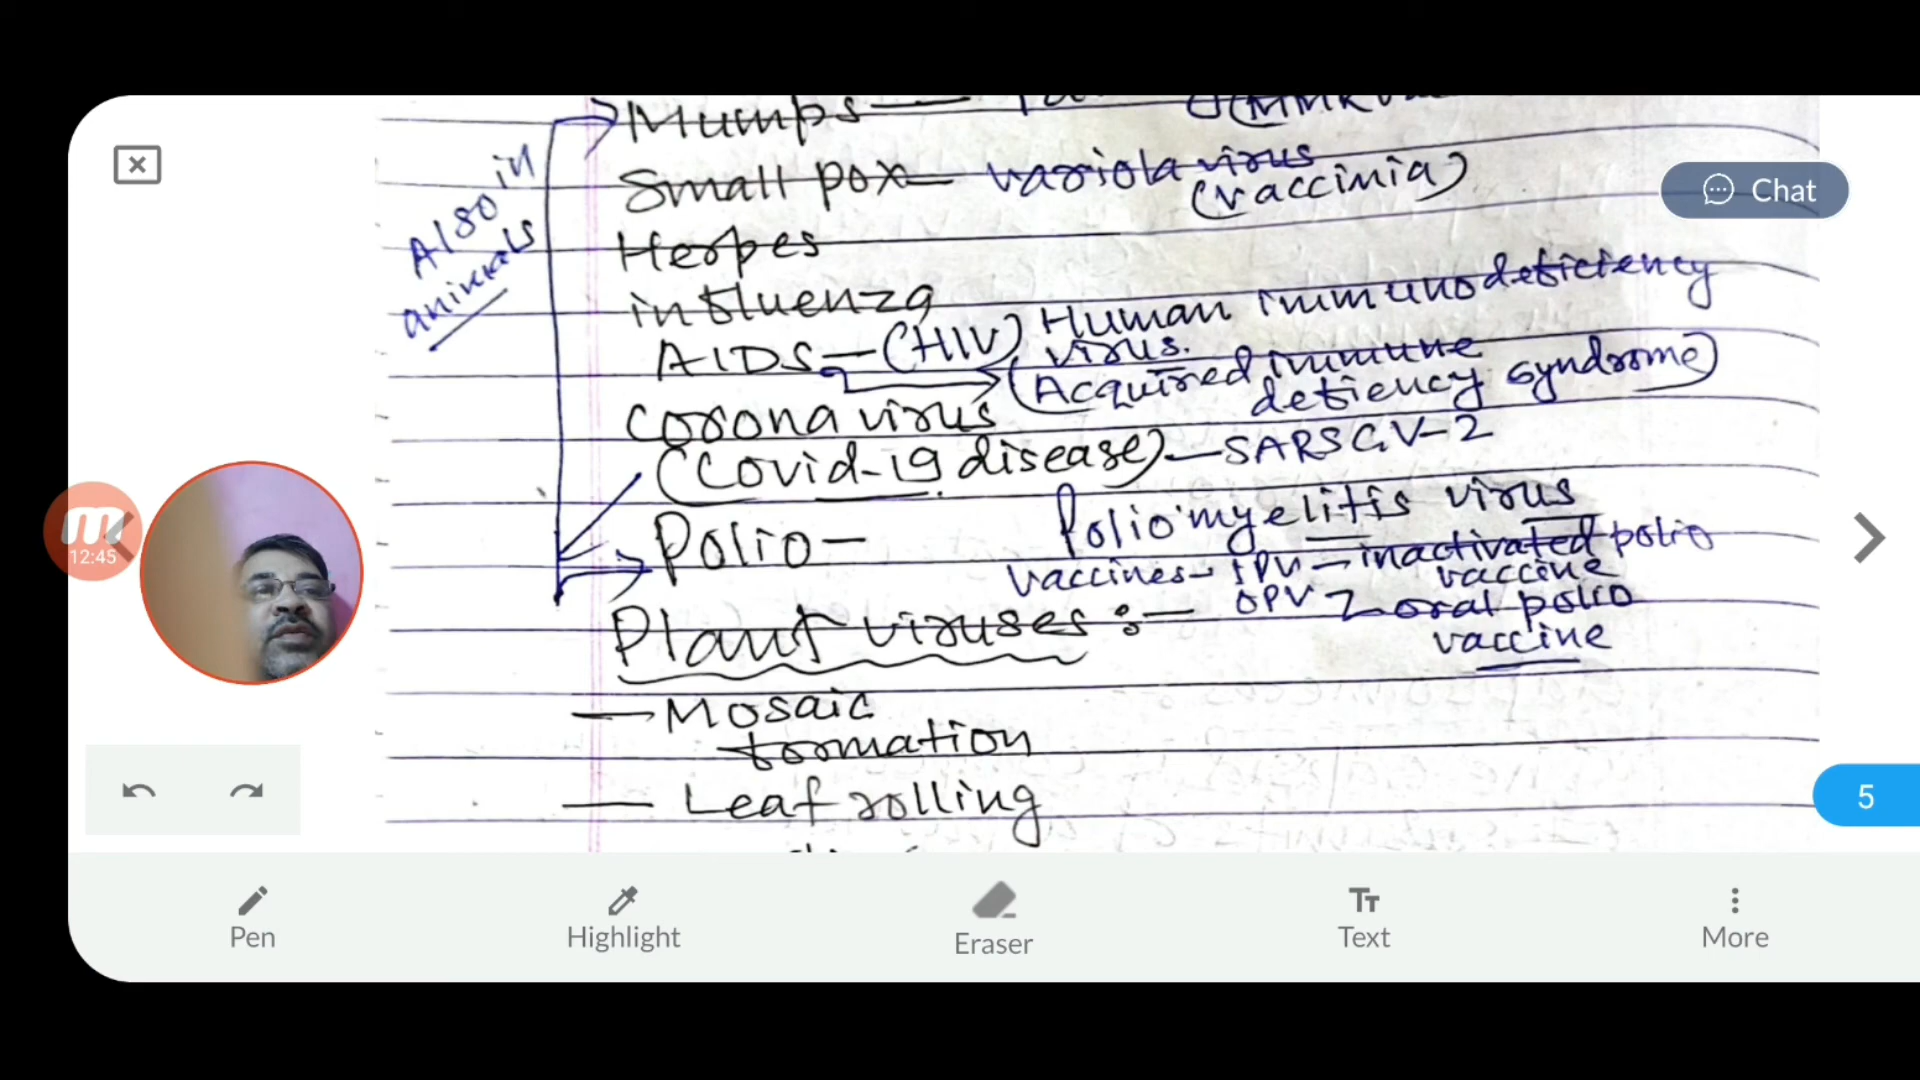 Mumps —
(MMR
Small pox — variola virus
(vaccinia)
Also in
animals
Herpes
influenza
AIDS — (HIV) Human immunodeficiency
virus.
(Acquired immune
deficiency syndrome)
corona virus
(Covid-19 disease) — SARSCoV-2
Polio — Poliomyelitis virus
vaccines — IPV — inactivated polio
vaccine
OPV — oral polio
vaccine
Plant viruses :—
— Mosaic
formation
— Leaf rolling
Chat
12:45
5
Pen
Highlight
Eraser
Text
More